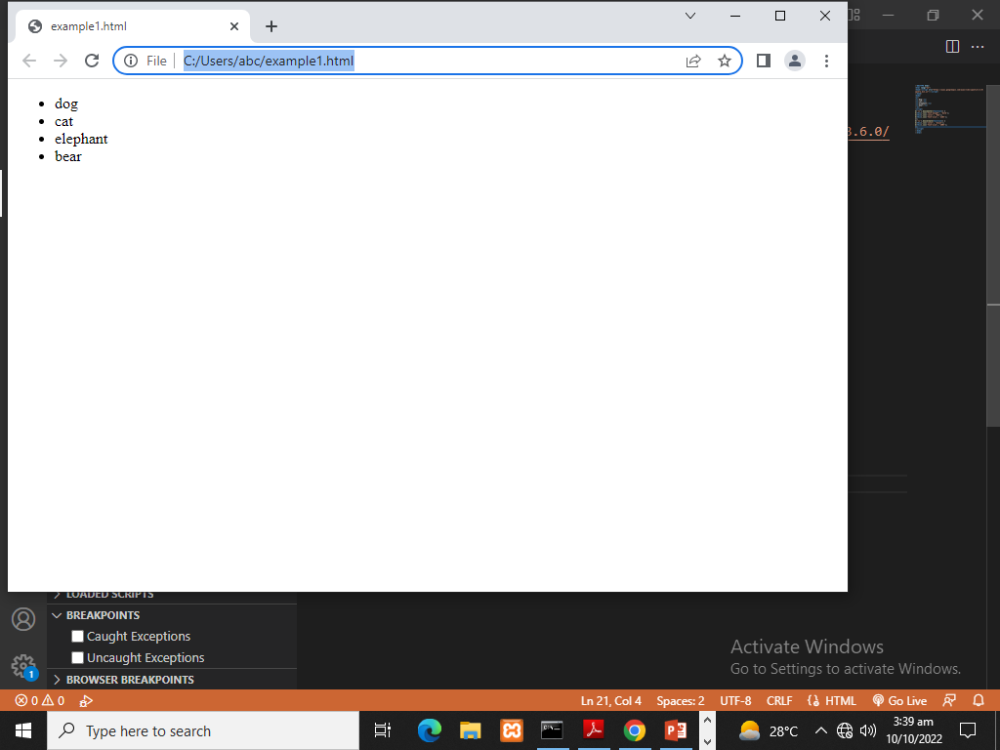 example1.html
File C:/Users/abc/example1.html
dog
cat
elephant
bear
3.6.0/
LOADED SCRIPTS
BREAKPOINTS
Caught Exceptions
Uncaught Exceptions
BROWSER BREAKPOINTS
1
Activate Windows
Go to Settings to activate Windows.
0 0 Ln 21, Col 4 Spaces: 2 UTF-8 CRLF HTML Go Live
Type here to search
28°C
3:39 am
10/10/2022